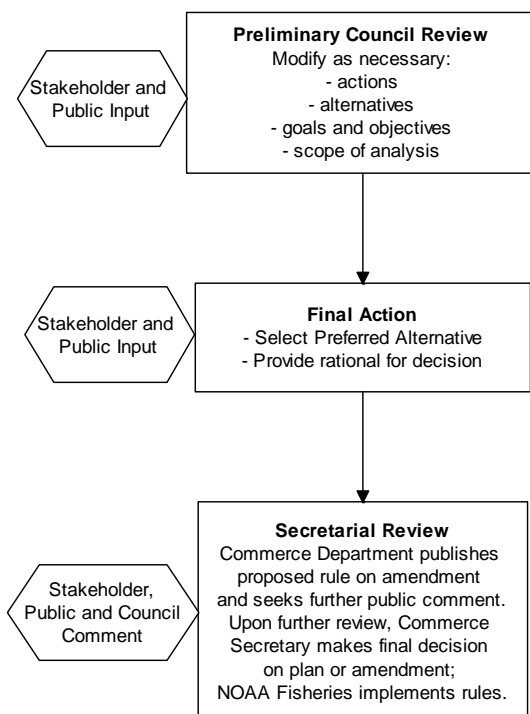 Stakeholder and
Public Input
Preliminary Council Review
Modify as necessary:
- actions
- alternatives
- goals and objectives
- scope of analysis
Stakeholder and
Public Input
Final Action
- Select Preferred Alternative
- Provide rational for decision
Stakeholder,
Public and Council
Comment
Secretarial Review
Commerce Department publishes
proposed rule on amendment
and seeks further public comment.
Upon further review, Commerce
Secretary makes final decision
on plan or amendment;
NOAA Fisheries implements rules.